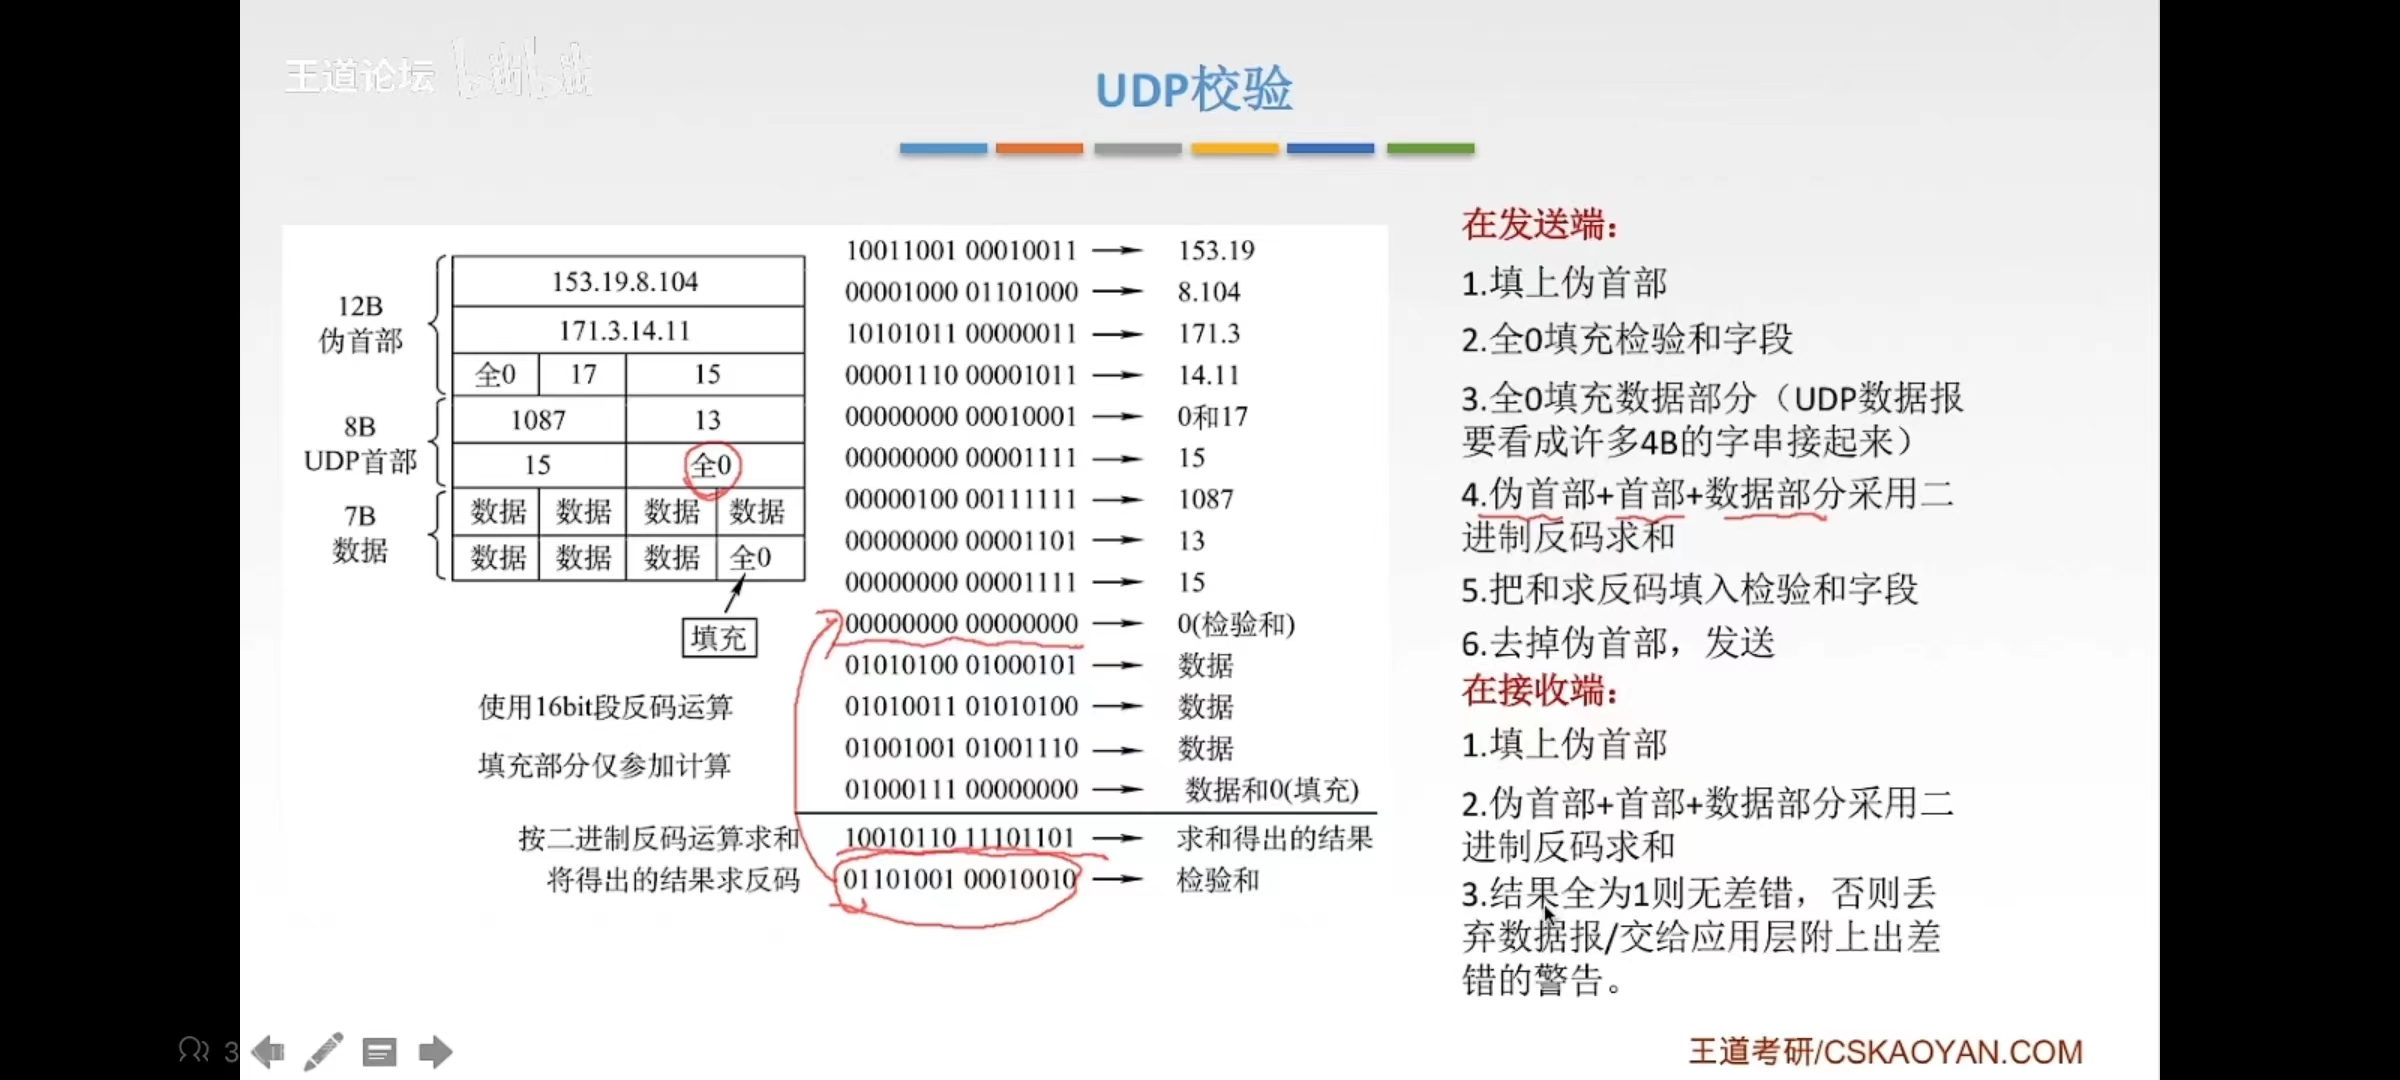 王道论坛 bilibili
UDP校验
12B
伪首部
8B
UDP首部
7B
数据
153.19.8.104
171.3.14.11
全0 17 15
1087 13
15 全0
数据 数据 数据 数据
数据 数据 数据 全0
填充
使用16bit段反码运算
填充部分仅参加计算
10011001 00010011 → 153.19
00001000 01101000 → 8.104
10101011 00000011 → 171.3
00001110 00001011 → 14.11
00000000 00010001 → 0和17
00000000 00001111 → 15
00000100 00111111 → 1087
00000000 00001101 → 13
00000000 00001111 → 15
00000000 00000000 → 0(检验和)
01010100 01000101 → 数据
01010011 01010100 → 数据
01001001 01001110 → 数据
01000111 00000000 → 数据和0(填充)
按二进制反码运算求和 10010110 11101101 → 求和得出的结果
将得出的结果求反码 01101001 00010010 → 检验和
在发送端：
1.填上伪首部
2.全0填充检验和字段
3.全0填充数据部分（UDP数据报
要看成许多4B的字串接起来）
4.伪首部+首部+数据部分采用二
进制反码求和
5.把和求反码填入检验和字段
6.去掉伪首部，发送
在接收端：
1.填上伪首部
2.伪首部+首部+数据部分采用二
进制反码求和
3.结果全为1则无差错，否则丢
弃数据报/交给应用层附上出差
错的警告。
3
王道考研/CSKAOYAN.COM